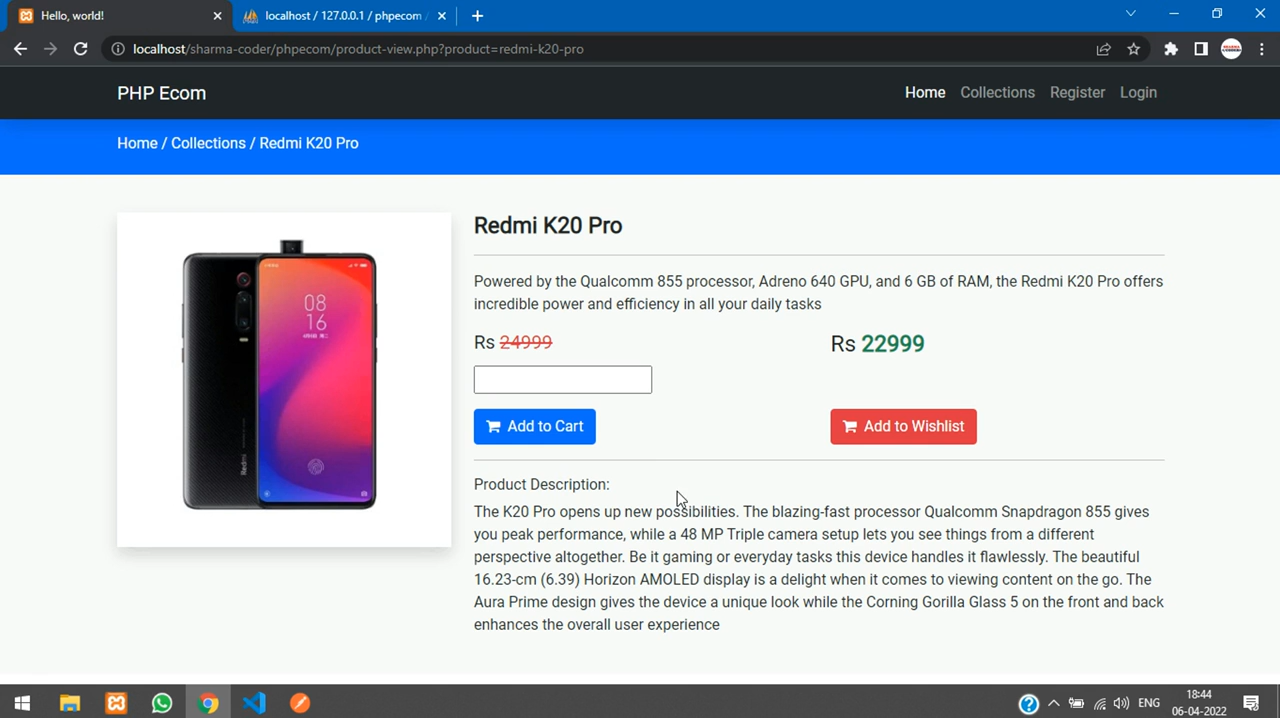 Hello, world!
localhost / 127.0.0.1 / phpecom /
localhost/sharma-coder/phpecom/product-view.php?product=redmi-k20-pro
PHP Ecom
Home Collections Register Login
Home / Collections / Redmi K20 Pro
08
16
Redmi
Redmi K20 Pro
Powered by the Qualcomm 855 processor, Adreno 640 GPU, and 6 GB of RAM, the Redmi K20 Pro offers
incredible power and efficiency in all your daily tasks
Rs 24999
Rs 22999
Add to Cart
Add to Wishlist
Product Description:
The K20 Pro opens up new possibilities. The blazing-fast processor Qualcomm Snapdragon 855 gives
you peak performance, while a 48 MP Triple camera setup lets you see things from a different
perspective altogether. Be it gaming or everyday tasks this device handles it flawlessly. The beautiful
16.23-cm (6.39) Horizon AMOLED display is a delight when it comes to viewing content on the go. The
Aura Prime design gives the device a unique look while the Corning Gorilla Glass 5 on the front and back
enhances the overall user experience
ENG
18:44
06-04-2022